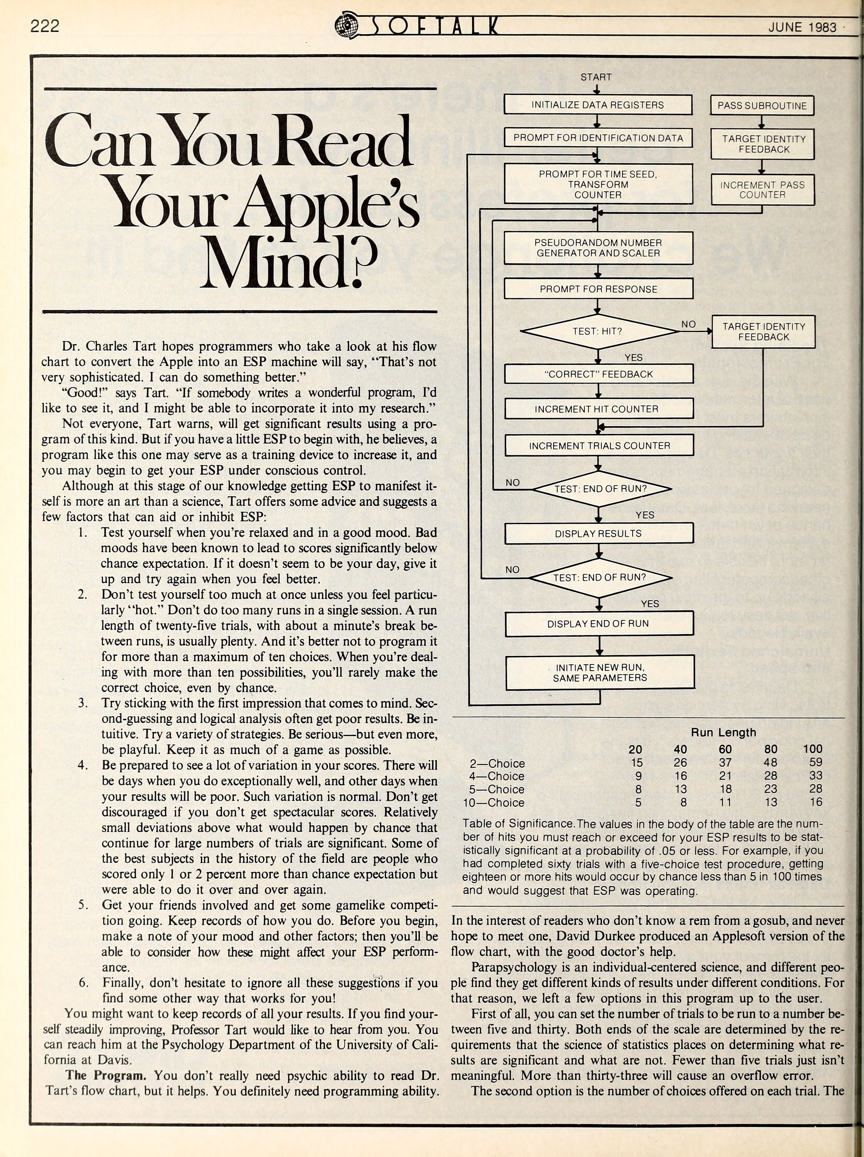 222
SOFTALK
JUNE 1983
Can You Read
Your Apple's
Mind?
Dr. Charles Tart hopes programmers who take a look at his flow
chart to convert the Apple into an ESP machine will say, "That's not
very sophisticated. I can do something better."
"Good!" says Tart. "If somebody writes a wonderful program, I'd
like to see it, and I might be able to incorporate it into my research."
Not everyone, Tart warns, will get significant results using a pro-
gram of this kind. But if you have a little ESP to begin with, he believes, a
program like this one may serve as a training device to increase it, and
you may begin to get your ESP under conscious control.
Although at this stage of our knowledge getting ESP to manifest it-
self is more an art than a science, Tart offers some advice and suggests a
few factors that can aid or inhibit ESP:
1. Test yourself when you're relaxed and in a good mood. Bad
moods have been known to lead to scores significantly below
chance expectation. If it doesn't seem to be your day, give it
up and try again when you feel better.
2. Don't test yourself too much at once unless you feel particu-
larly "hot." Don't do too many runs in a single session. A run
length of twenty-five trials, with about a minute's break be-
tween runs, is usually plenty. And it's better not to program it
for more than a maximum of ten choices. When you're deal-
ing with more than ten possibilities, you'll rarely make the
correct choice, even by chance.
3. Try sticking with the first impression that comes to mind. Sec-
ond-guessing and logical analysis often get poor results. Be in-
tuitive. Try a variety of strategies. Be serious—but even more,
be playful. Keep it as much of a game as possible.
4. Be prepared to see a lot of variation in your scores. There will
be days when you do exceptionally well, and other days when
your results will be poor. Such variation is normal. Don't get
discouraged if you don't get spectacular scores. Relatively
small deviations above what would happen by chance that
continue for large numbers of trials are significant. Some of
the best subjects in the history of the field are people who
scored only 1 or 2 percent more than chance expectation but
were able to do it over and over again.
5. Get your friends involved and get some gamelike competi-
tion going. Keep records of how you do. Before you begin,
make a note of your mood and other factors; then you'll be
able to consider how these might affect your ESP perform-
ance.
6. Finally, don't hesitate to ignore all these suggestions if you
find some other way that works for you!
You might want to keep records of all your results. If you find your-
self steadily improving, Professor Tart would like to hear from you. You
can reach him at the Psychology Department of the University of Cali-
fornia at Davis.
The Program. You don't really need psychic ability to read Dr.
Tart's flow chart, but it helps. You definitely need programming ability.
START
INITIALIZE DATA REGISTERS
PROMPT FOR IDENTIFICATION DATA
PROMPT FOR TIME SEED,
TRANSFORM
COUNTER
PASS SUBROUTINE
TARGET IDENTITY
FEEDBACK
INCREMENT PASS
COUNTER
PSEUDORANDOM NUMBER
GENERATOR AND SCALER
PROMPT FOR RESPONSE
TEST: HIT?
NO
TARGET IDENTITY
FEEDBACK
YES
"CORRECT" FEEDBACK
INCREMENT HIT COUNTER
INCREMENT TRIALS COUNTER
NO
TEST: END OF RUN?
YES
DISPLAY RESULTS
NO
TEST: END OF RUN?
YES
DISPLAY END OF RUN
INITIATE NEW RUN,
SAME PARAMETERS
Run Length
20 40 60 80 100
2—Choice 15 26 37 48 59
4—Choice 9 16 21 28 33
5—Choice 8 13 18 23 28
10—Choice 5 8 11 13 16
Table of Significance. The values in the body of the table are the num-
ber of hits you must reach or exceed for your ESP results to be stat-
istically significant at a probability of .05 or less. For example, if you
had completed sixty trials with a five-choice test procedure, getting
eighteen or more hits would occur by chance less than 5 in 100 times
and would suggest that ESP was operating.
In the interest of readers who don't know a rem from a gosub, and never
hope to meet one, David Durkee produced an Applesoft version of the
flow chart, with the good doctor's help.
Parapsychology is an individual-centered science, and different peo-
ple find they get different kinds of results under different conditions. For
that reason, we left a few options in this program up to the user.
First of all, you can set the number of trials to be run to a number be-
tween five and thirty. Both ends of the scale are determined by the re-
quirements that the science of statistics places on determining what re-
sults are significant and what are not. Fewer than five trials just isn't
meaningful. More than thirty-three will cause an overflow error.
The second option is the number of choices offered on each trial. The